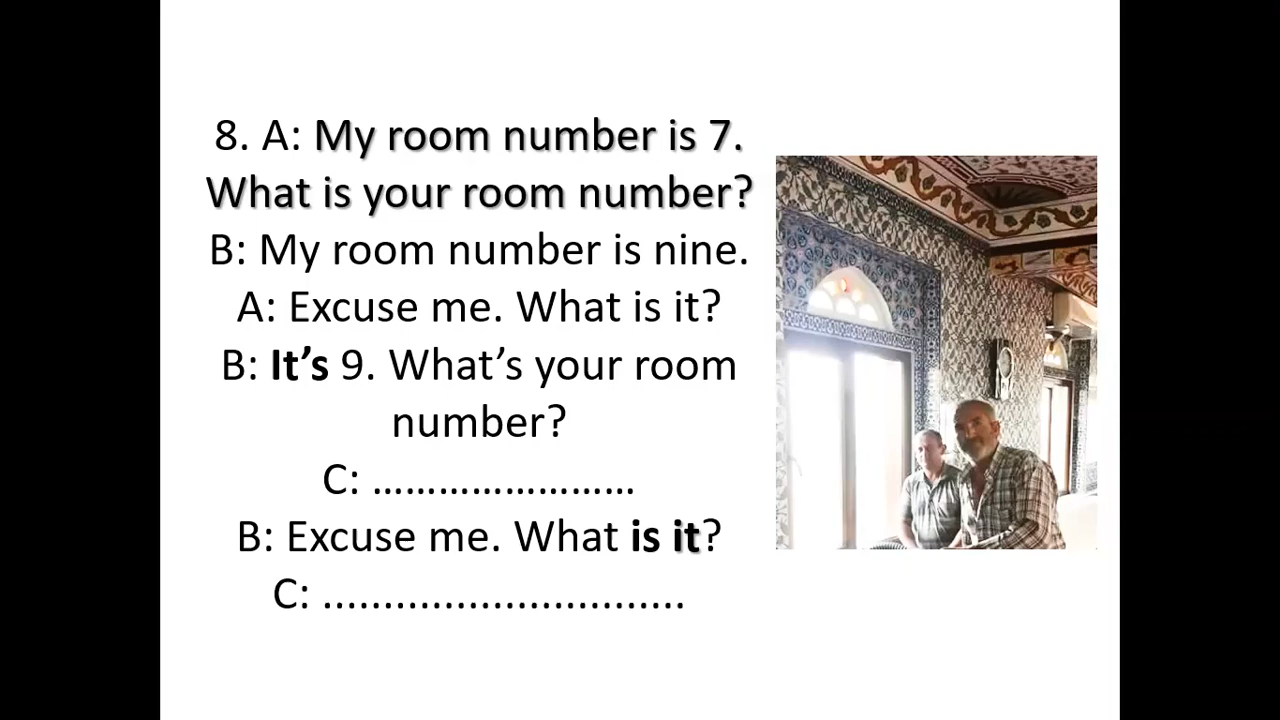 8. A: My room number is 7.
What is your room number?
B: My room number is nine.
A: Excuse me. What is it?
B: It’s 9. What’s your room
number?
C: ……………………
B: Excuse me. What is it?
C: ..............................